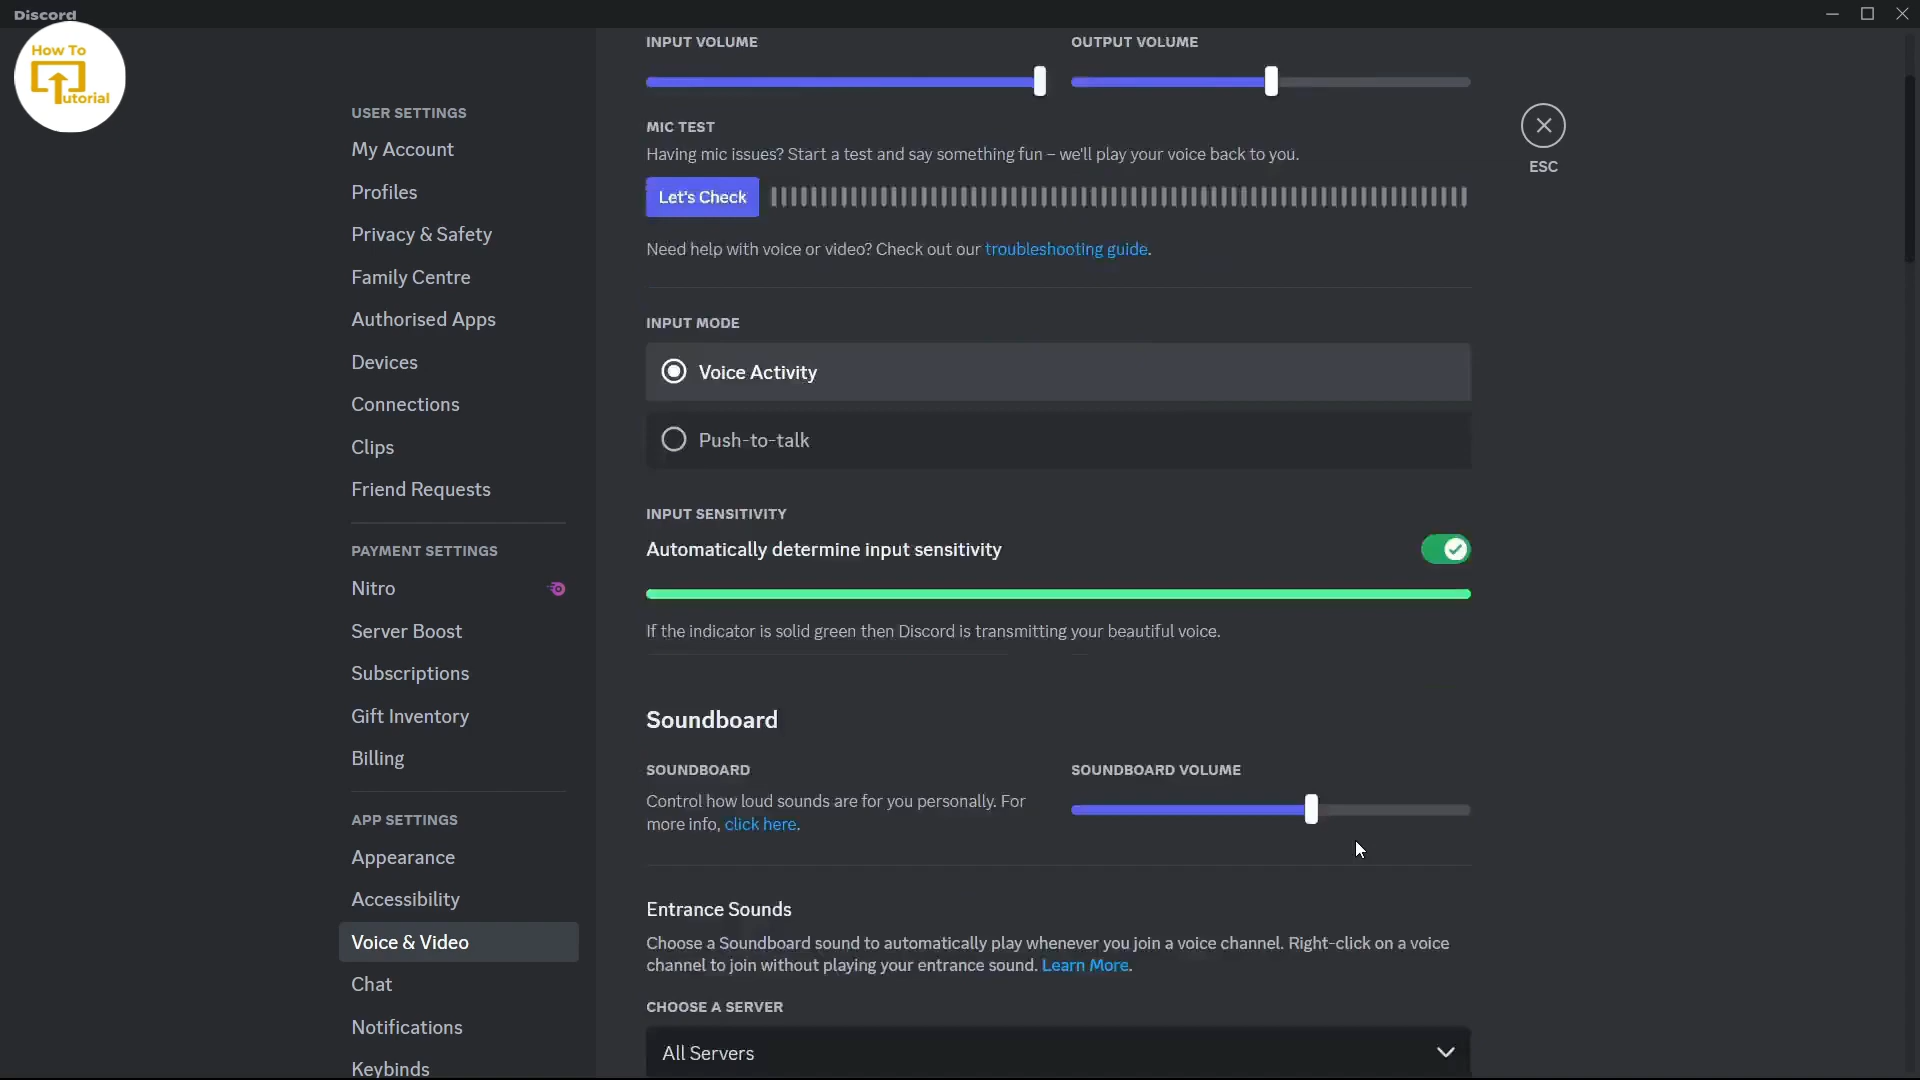 Discord
How To
Tutorial
USER SETTINGS
My Account
Profiles
Privacy & Safety
Family Centre
Authorised Apps
Devices
Connections
Clips
Friend Requests
PAYMENT SETTINGS
Nitro
Server Boost
Subscriptions
Gift Inventory
Billing
APP SETTINGS
Appearance
Accessibility
Voice & Video
Chat
Notifications
Keybinds
INPUT VOLUME
OUTPUT VOLUME
MIC TEST
Having mic issues? Start a test and say something fun – we'll play your voice back to you.
Let's Check
Need help with voice or video? Check out our troubleshooting guide.
INPUT MODE
Voice Activity
Push-to-talk
INPUT SENSITIVITY
Automatically determine input sensitivity
If the indicator is solid green then Discord is transmitting your beautiful voice.
Soundboard
SOUNDBOARD
Control how loud sounds are for you personally. For
more info, click here.
SOUNDBOARD VOLUME
Entrance Sounds
Choose a Soundboard sound to automatically play whenever you join a voice channel. Right-click on a voice
channel to join without playing your entrance sound. Learn More.
CHOOSE A SERVER
All Servers
ESC